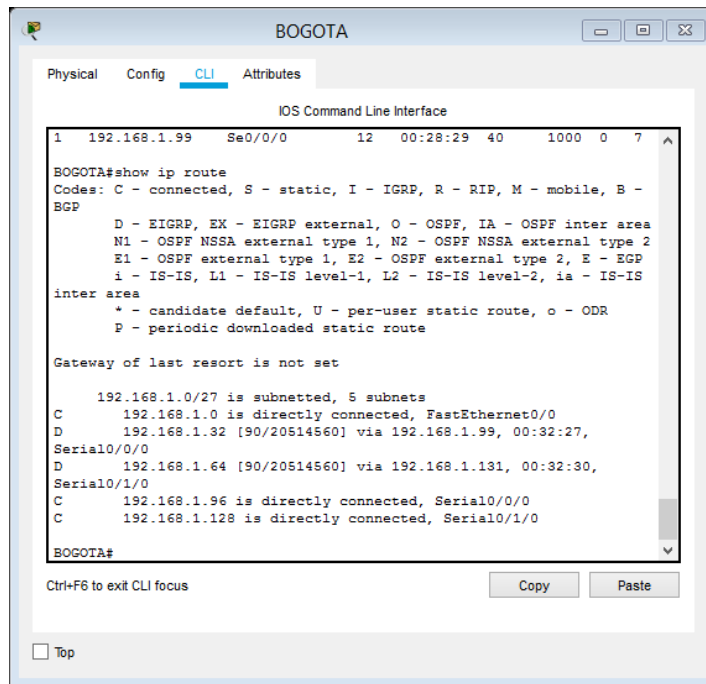 BOGOTA
Physical Config CLI Attributes
IOS Command Line Interface
1 192.168.1.99 Se0/0/0 12 00:28:29 40 1000 0 7
BOGOTA#show ip route
Codes: C - connected, S - static, I - IGRP, R - RIP, M - mobile, B -
BGP
D - EIGRP, EX - EIGRP external, O - OSPF, IA - OSPF inter area
N1 - OSPF NSSA external type 1, N2 - OSPF NSSA external type 2
E1 - OSPF external type 1, E2 - OSPF external type 2, E - EGP
i - IS-IS, L1 - IS-IS level-1, L2 - IS-IS level-2, ia - IS-IS
inter area
* - candidate default, U - per-user static route, o - ODR
P - periodic downloaded static route
Gateway of last resort is not set
192.168.1.0/27 is subnetted, 5 subnets
C 192.168.1.0 is directly connected, FastEthernet0/0
D 192.168.1.32 [90/20514560] via 192.168.1.99, 00:32:27,
Serial0/0/0
D 192.168.1.64 [90/20514560] via 192.168.1.131, 00:32:30,
Serial0/1/0
C 192.168.1.96 is directly connected, Serial0/0/0
C 192.168.1.128 is directly connected, Serial0/1/0
BOGOTA#
Ctrl+F6 to exit CLI focus
Copy Paste
Top